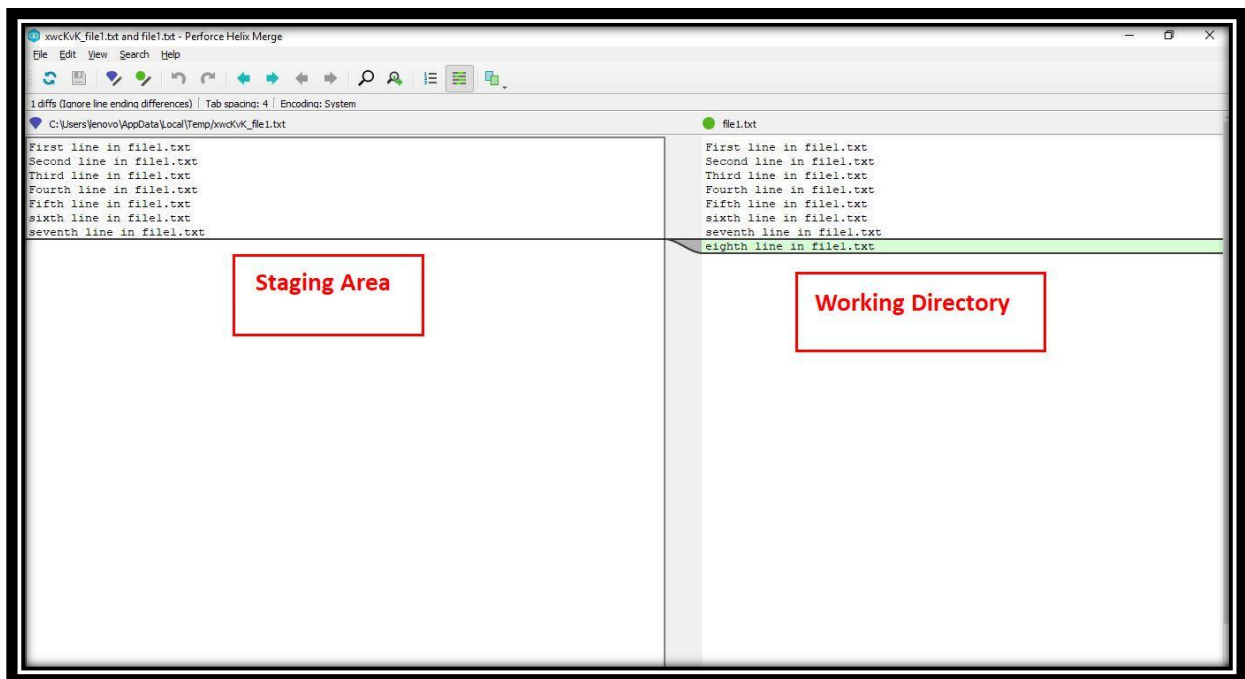 xwcKvK_file1.txt and file1.txt - Perforce Helix Merge
File Edit View Search Help
1 diffs (Ignore line ending differences) Tab spacing: 4 Encoding: System
C:\Users\lenovo\AppData\Local\Temp/xwcKvK_file1.txt
First line in file1.txt
Second line in file1.txt
Third line in file1.txt
Fourth line in file1.txt
Fifth line in file1.txt
sixth line in file1.txt
seventh line in file1.txt
Staging Area
file1.txt
First line in file1.txt
Second line in file1.txt
Third line in file1.txt
Fourth line in file1.txt
Fifth line in file1.txt
sixth line in file1.txt
seventh line in file1.txt
eighth line in file1.txt
Working Directory